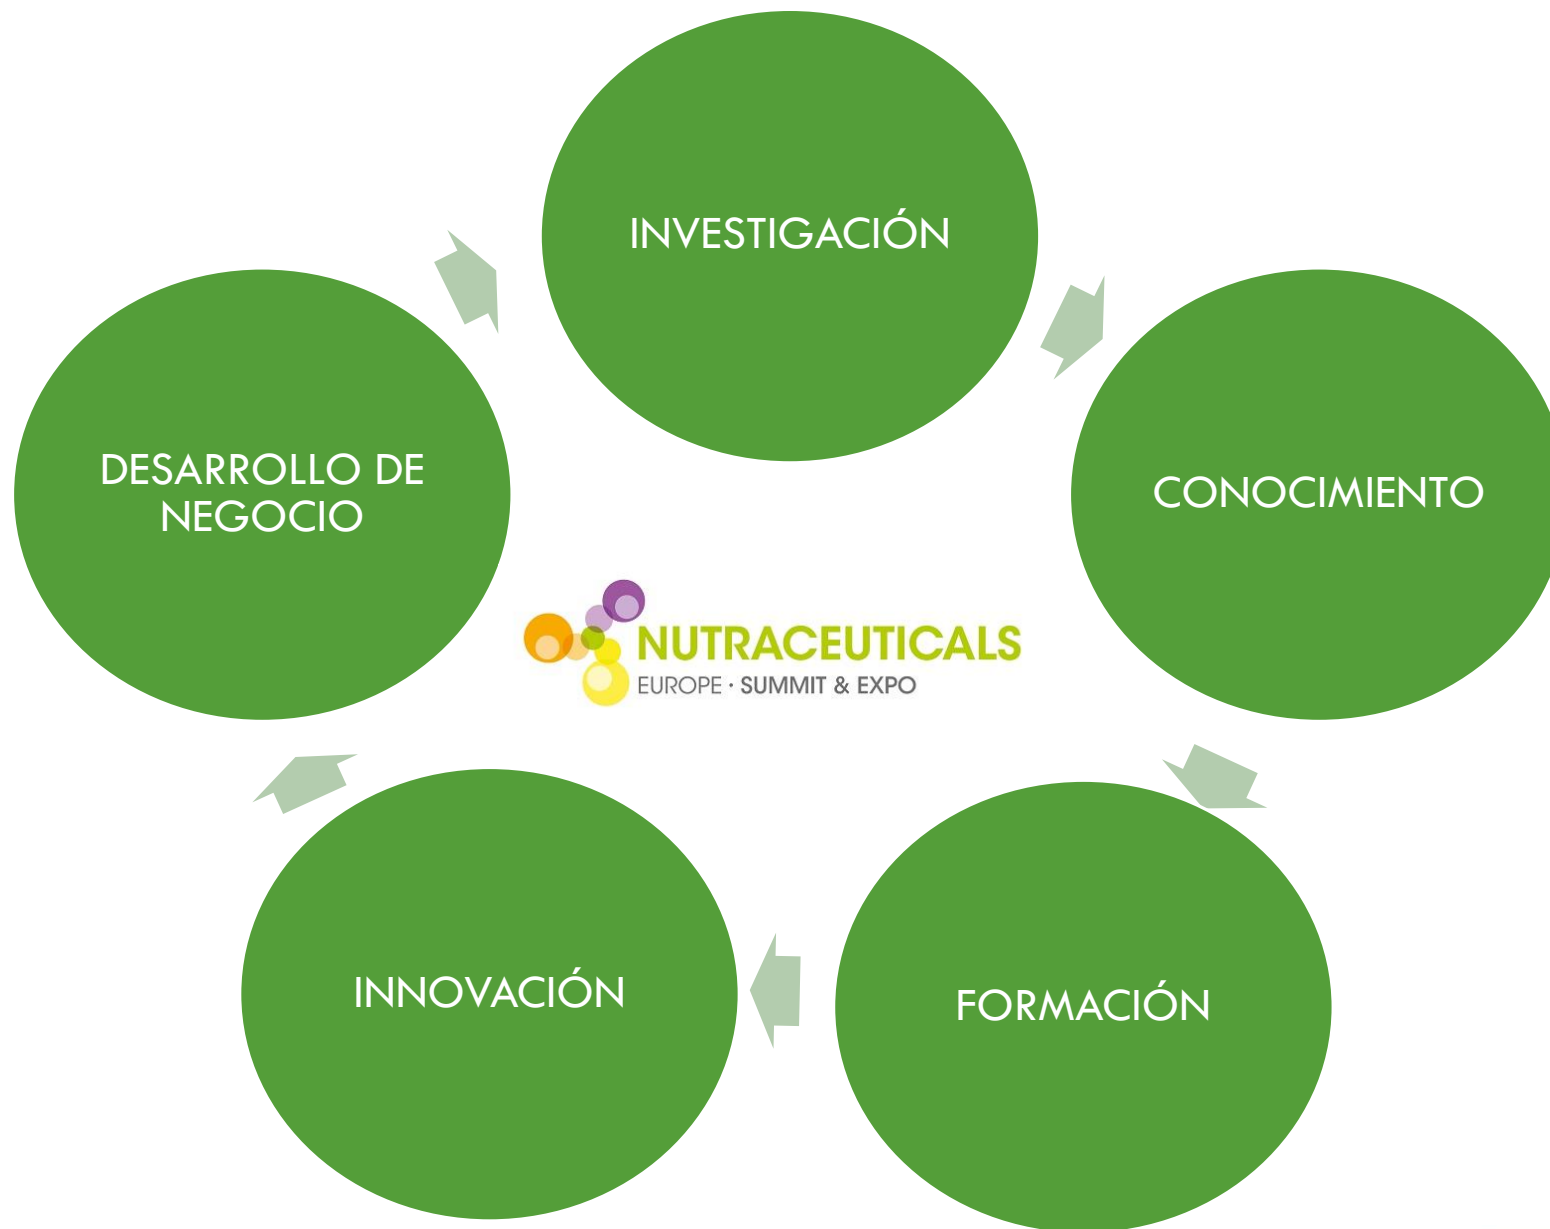 INVESTIGACIÓN
CONOCIMIENTO
FORMACIÓN
INNOVACIÓN
DESARROLLO DE
NEGOCIO
NUTRACEUTICALS
EUROPE · SUMMIT & EXPO